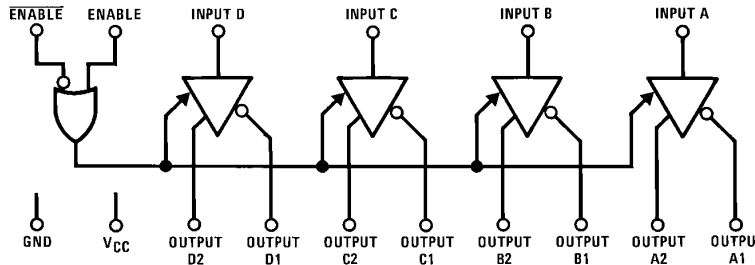 ENABLE ENABLE INPUT D INPUT C INPUT B INPUT A
GND VCC OUTPUT D2 OUTPUT D1 OUTPUT C2 OUTPUT C1 OUTPUT B2 OUTPUT B1 OUTPUT A2 OUTPUT A1